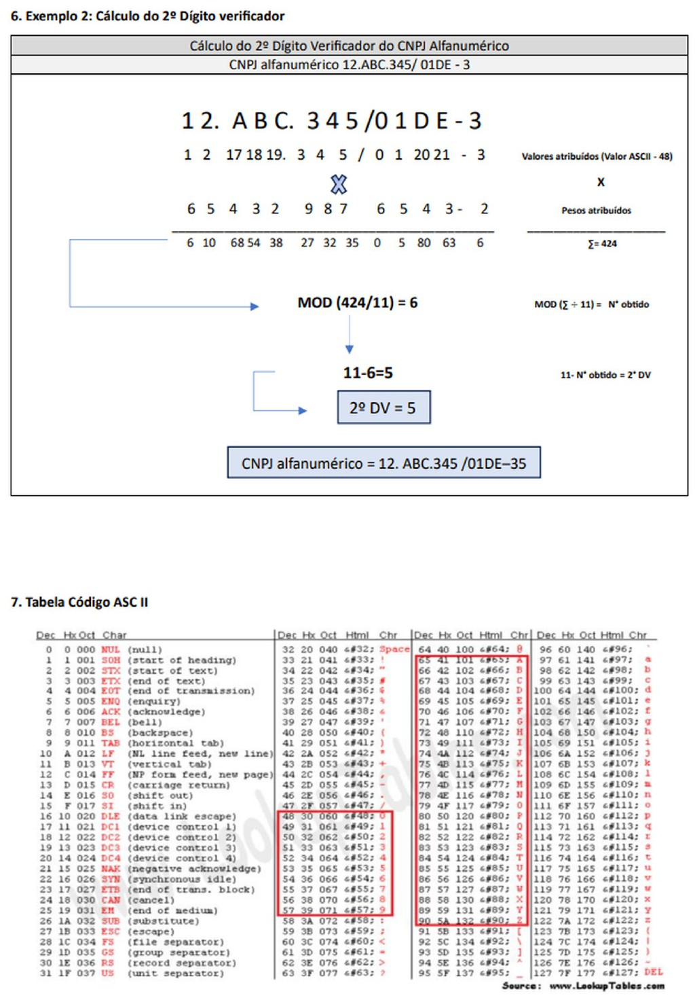 6. Exemplo 2: Cálculo do 2º Dígito verificador
Cálculo do 2º Dígito Verificador do CNPJ Alfanumérico
CNPJ alfanumérico 12.ABC.345/ 01DE - 3
1 2. A B C. 3 4 5 /0 1 D E - 3
1 2 17 18 19. 3 4 5 / 0 1 20 21 - 3 Valores atribuídos (Valor ASCII - 48)
X X
6 5 4 3 2 9 8 7 6 5 4 3 - 2 Pesos atribuídos
6 10 68 54 38 27 32 35 0 5 80 63 6 ∑= 424
MOD (424/11) = 6 MOD (∑ ÷ 11) = N° obtido
11-6=5 11- N° obtido = 2° DV
2º DV = 5
CNPJ alfanumérico = 12. ABC.345 /01DE–35
7. Tabela Código ASC II
Dec Hx Oct Char Dec Hx Oct Html Chr Dec Hx Oct Html Chr Dec Hx Oct Html Chr
0 0 000 NUL (null) 32 20 040 &#32; Space 64 40 100 &#64; @ 96 60 140 &#96; `
1 1 001 SOH (start of heading) 33 21 041 &#33; ! 65 41 101 &#65; A 97 61 141 &#97; a
2 2 002 STX (start of text) 34 22 042 &#34; " 66 42 102 &#66; B 98 62 142 &#98; b
3 3 003 ETX (end of text) 35 23 043 &#35; # 67 43 103 &#67; C 99 63 143 &#99; c
4 4 004 EOT (end of transmission) 36 24 044 &#36; $ 68 44 104 &#68; D 100 64 144 &#100; d
5 5 005 ENQ (enquiry) 37 25 045 &#37; % 69 45 105 &#69; E 101 65 145 &#101; e
6 6 006 ACK (acknowledge) 38 26 046 &#38; & 70 46 106 &#70; F 102 66 146 &#102; f
7 7 007 BEL (bell) 39 27 047 &#39; ' 71 47 107 &#71; G 103 67 147 &#103; g
8 8 010 BS (backspace) 40 28 050 &#40; ( 72 48 110 &#72; H 104 68 150 &#104; h
9 9 011 TAB (horizontal tab) 41 29 051 &#41; ) 73 49 111 &#73; I 105 69 151 &#105; i
10 A 012 LF (NL line feed, new line) 42 2A 052 &#42; * 74 4A 112 &#74; J 106 6A 152 &#106; j
11 B 013 VT (vertical tab) 43 2B 053 &#43; + 75 4B 113 &#75; K 107 6B 153 &#107; k
12 C 014 FF (NP form feed, new page) 44 2C 054 &#44; , 76 4C 114 &#76; L 108 6C 154 &#108; l
13 D 015 CR (carriage return) 45 2D 055 &#45; - 77 4D 115 &#77; M 109 6D 155 &#109; m
14 E 016 SO (shift out) 46 2E 056 &#46; . 78 4E 116 &#78; N 110 6E 156 &#110; n
15 F 017 SI (shift in) 47 2F 057 &#47; / 79 4F 117 &#79; O 111 6F 157 &#111; o
16 10 020 DLE (data link escape) 48 30 060 &#48; 0 80 50 120 &#80; P 112 70 160 &#112; p
17 11 021 DC1 (device control 1) 49 31 061 &#49; 1 81 51 121 &#81; Q 113 71 161 &#113; q
18 12 022 DC2 (device control 2) 50 32 062 &#50; 2 82 52 122 &#82; R 114 72 162 &#114; r
19 13 023 DC3 (device control 3) 51 33 063 &#51; 3 83 53 123 &#83; S 115 73 163 &#115; s
20 14 024 DC4 (device control 4) 52 34 064 &#52; 4 84 54 124 &#84; T 116 74 164 &#116; t
21 15 025 NAK (negative acknowledge) 53 35 065 &#53; 5 85 55 125 &#85; U 117 75 165 &#117; u
22 16 026 SYN (synchronous idle) 54 36 066 &#54; 6 86 56 126 &#86; V 118 76 166 &#118; v
23 17 027 ETB (end of trans. block) 55 37 067 &#55; 7 87 57 127 &#87; W 119 77 167 &#119; w
24 18 030 CAN (cancel) 56 38 070 &#56; 8 88 58 130 &#88; X 120 78 170 &#120; x
25 19 031 EM (end of medium) 57 39 071 &#57; 9 89 59 131 &#89; Y 121 79 171 &#121; y
26 1A 032 SUB (substitute) 58 3A 072 &#58; : 90 5A 132 &#90; Z 122 7A 172 &#122; z
27 1B 033 ESC (escape) 59 3B 073 &#59; ; 91 5B 133 &#91; [ 123 7B 173 &#123; {
28 1C 034 FS (file separator) 60 3C 074 &#60; < 92 5C 134 &#92; \ 124 7C 174 &#124; |
29 1D 035 GS (group separator) 61 3D 075 &#61; = 93 5D 135 &#93; ] 125 7D 175 &#125; }
30 1E 036 RS (record separator) 62 3E 076 &#62; > 94 5E 136 &#94; ^ 126 7E 176 &#126; ~
31 1F 037 US (unit separator) 63 3F 077 &#63; ? 95 5F 137 &#95; _ 127 7F 177 &#127; DEL
Source: www.LookupTables.com